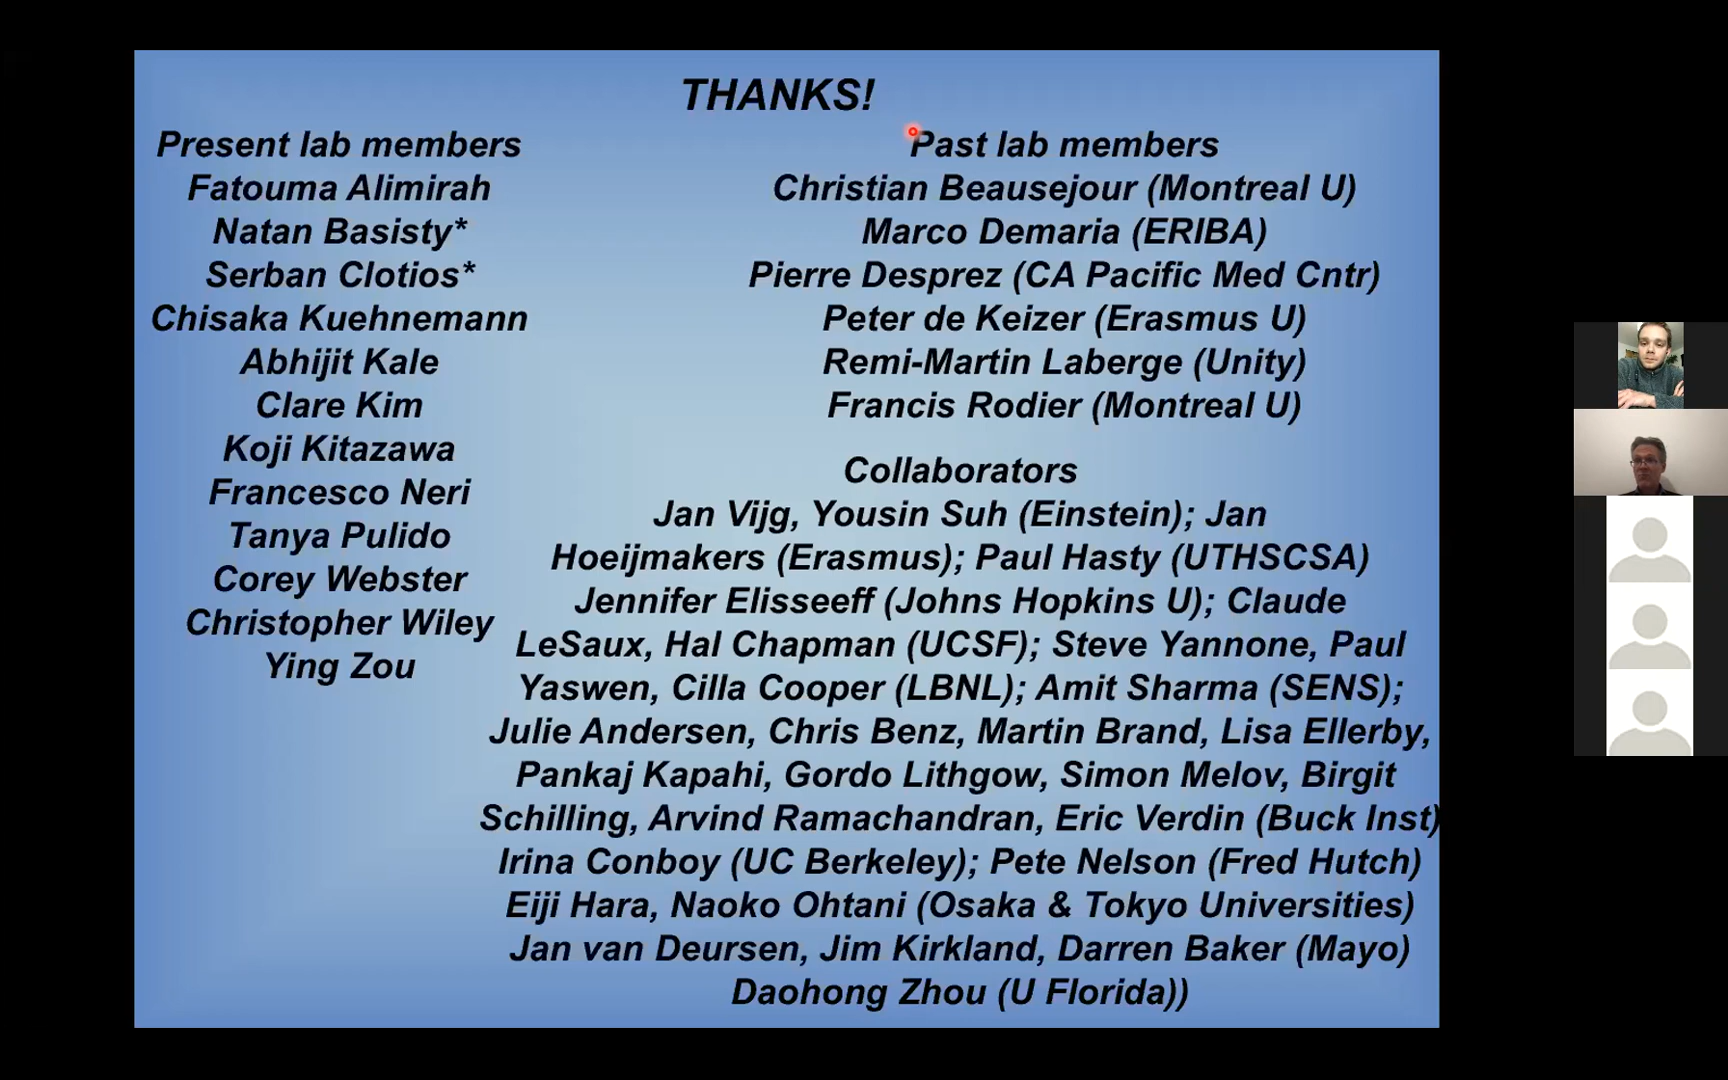 THANKS!
Present lab members
Fatouma Alimirah
Natan Basisty*
Serban Clotios*
Chisaka Kuehnemann
Abhijit Kale
Clare Kim
Koji Kitazawa
Francesco Neri
Tanya Pulido
Corey Webster
Christopher Wiley
Ying Zou
Past lab members
Christian Beausejour (Montreal U)
Marco Demaria (ERIBA)
Pierre Desprez (CA Pacific Med Cntr)
Peter de Keizer (Erasmus U)
Remi-Martin Laberge (Unity)
Francis Rodier (Montreal U)
Collaborators
Jan Vijg, Yousin Suh (Einstein); Jan
Hoeijmakers (Erasmus); Paul Hasty (UTHSCSA)
Jennifer Elisseeff (Johns Hopkins U); Claude
LeSaux, Hal Chapman (UCSF); Steve Yannone, Paul
Yaswen, Cilla Cooper (LBNL); Amit Sharma (SENS);
Julie Andersen, Chris Benz, Martin Brand, Lisa Ellerby,
Pankaj Kapahi, Gordo Lithgow, Simon Melov, Birgit
Schilling, Arvind Ramachandran, Eric Verdin (Buck Inst)
Irina Conboy (UC Berkeley); Pete Nelson (Fred Hutch)
Eiji Hara, Naoko Ohtani (Osaka & Tokyo Universities)
Jan van Deursen, Jim Kirkland, Darren Baker (Mayo)
Daohong Zhou (U Florida))